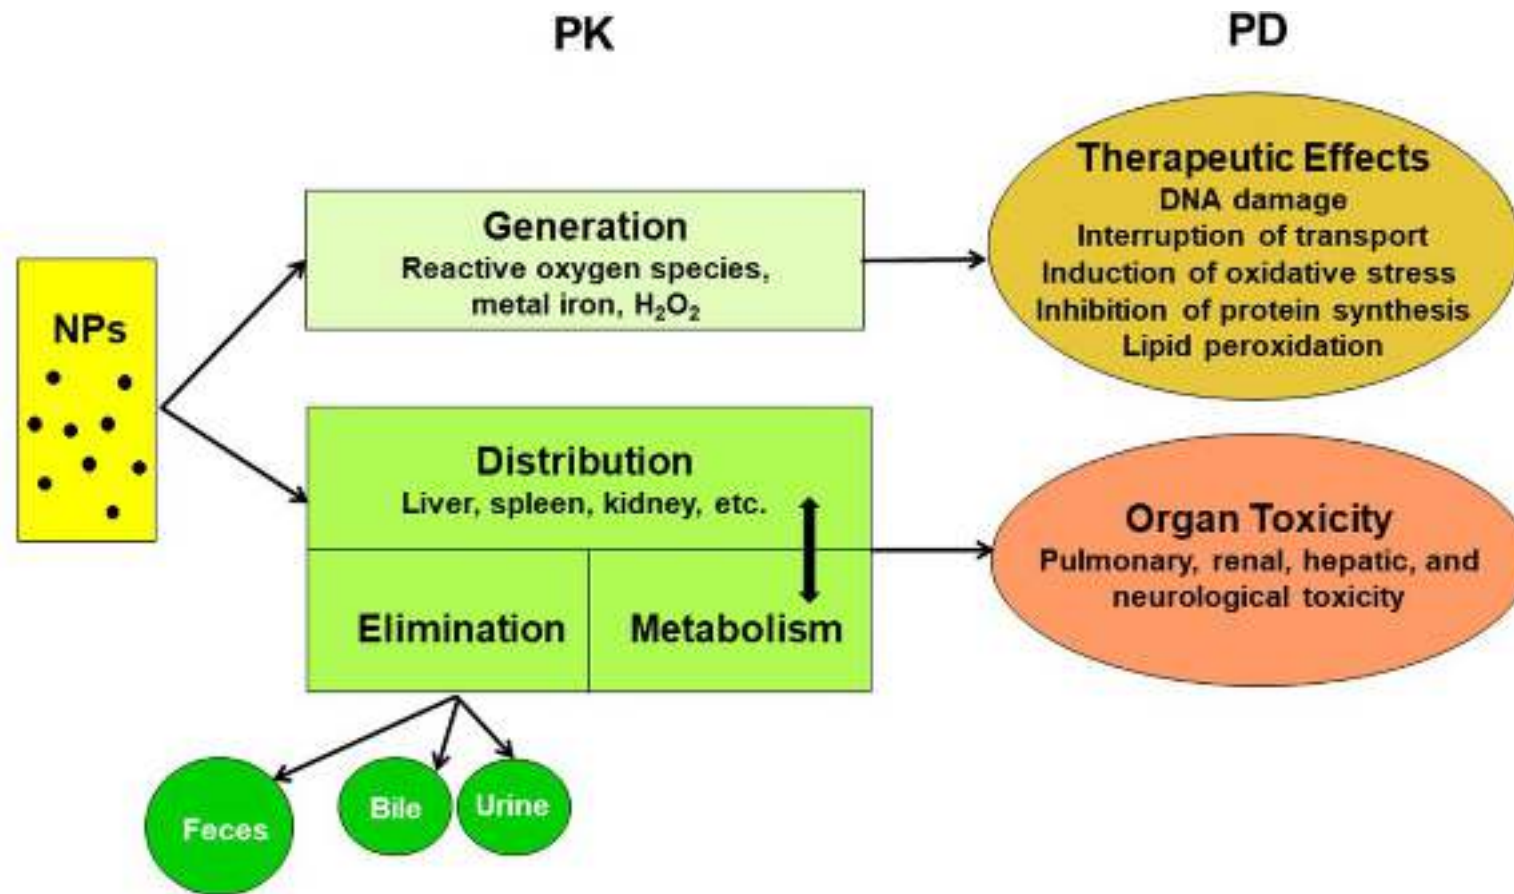 PK
PD
NPs
Generation
Reactive oxygen species,
metal iron, H₂O₂
Therapeutic Effects
DNA damage
Interruption of transport
Induction of oxidative stress
Inhibition of protein synthesis
Lipid peroxidation
Distribution
Liver, spleen, kidney, etc.
Elimination
Metabolism
Organ Toxicity
Pulmonary, renal, hepatic, and
neurological toxicity
Feces
Bile
Urine